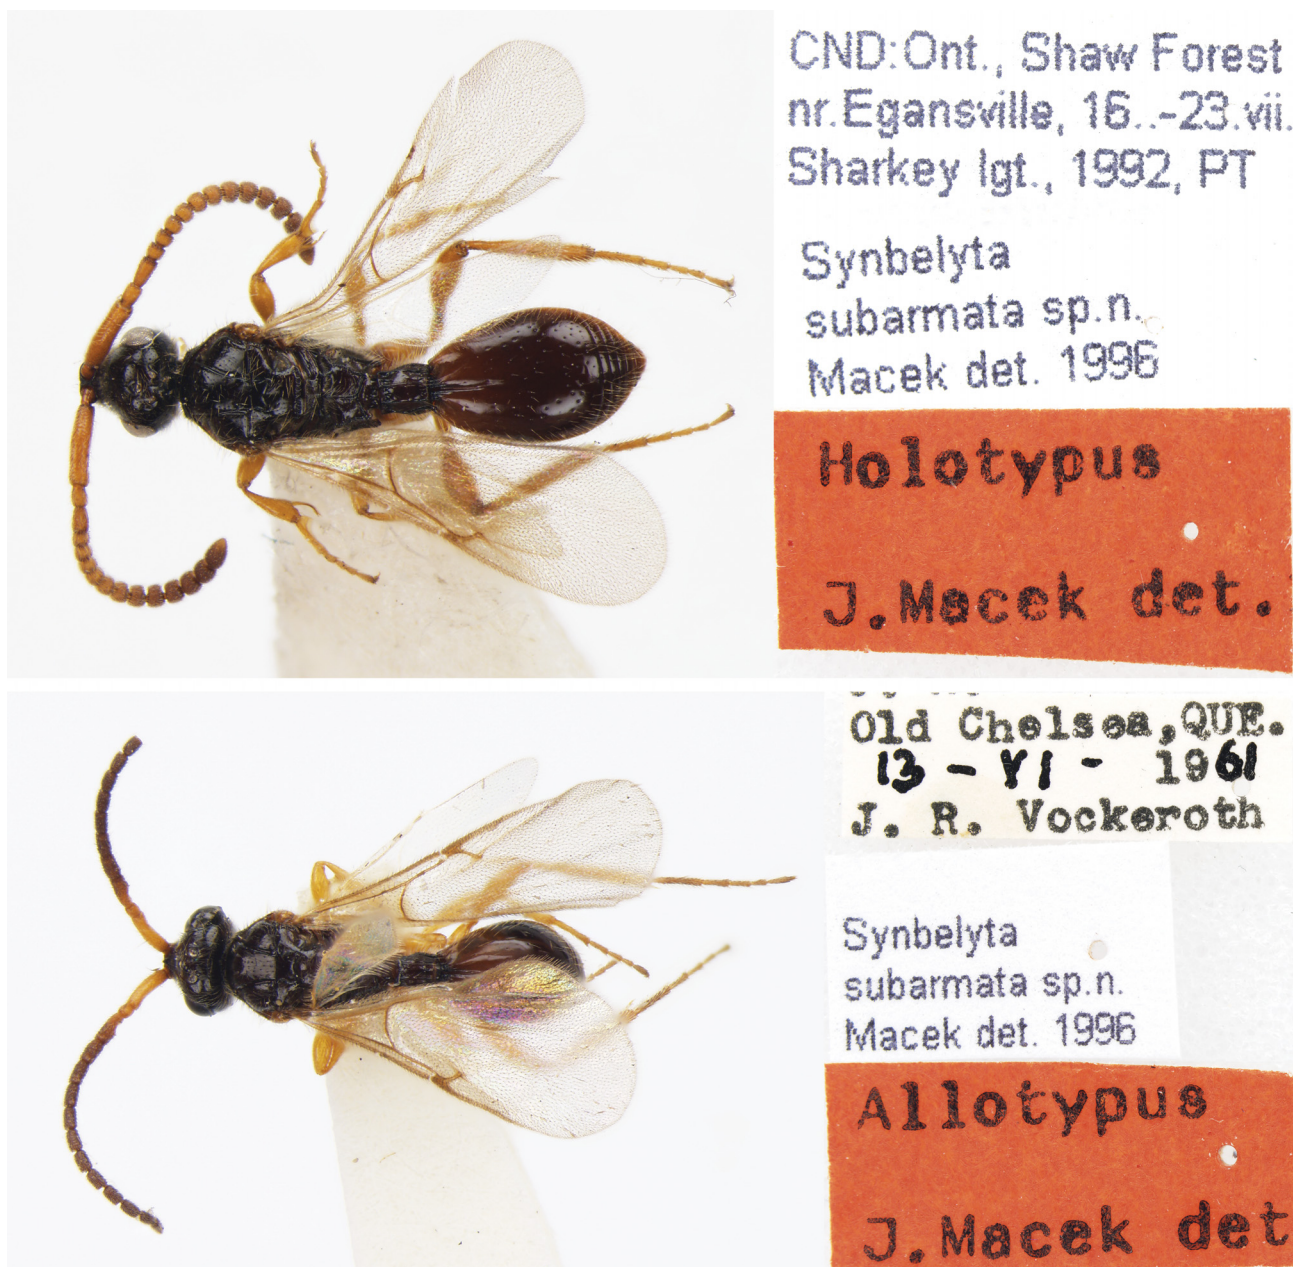 CND:Ont., Shaw Forest
nr.Egansville, 16..-23.vii.
Sharkey lgt., 1992, PT
Synbelyta
subarmata sp.n.
Macek det. 1996
Holotypus
J.Macek det.
Old Chelsea,QUE.
13 - VI - 1961
J. R. Vockeroth
Synbelyta
subarmata sp.n.
Macek det. 1996
Allotypus
J.Macek det